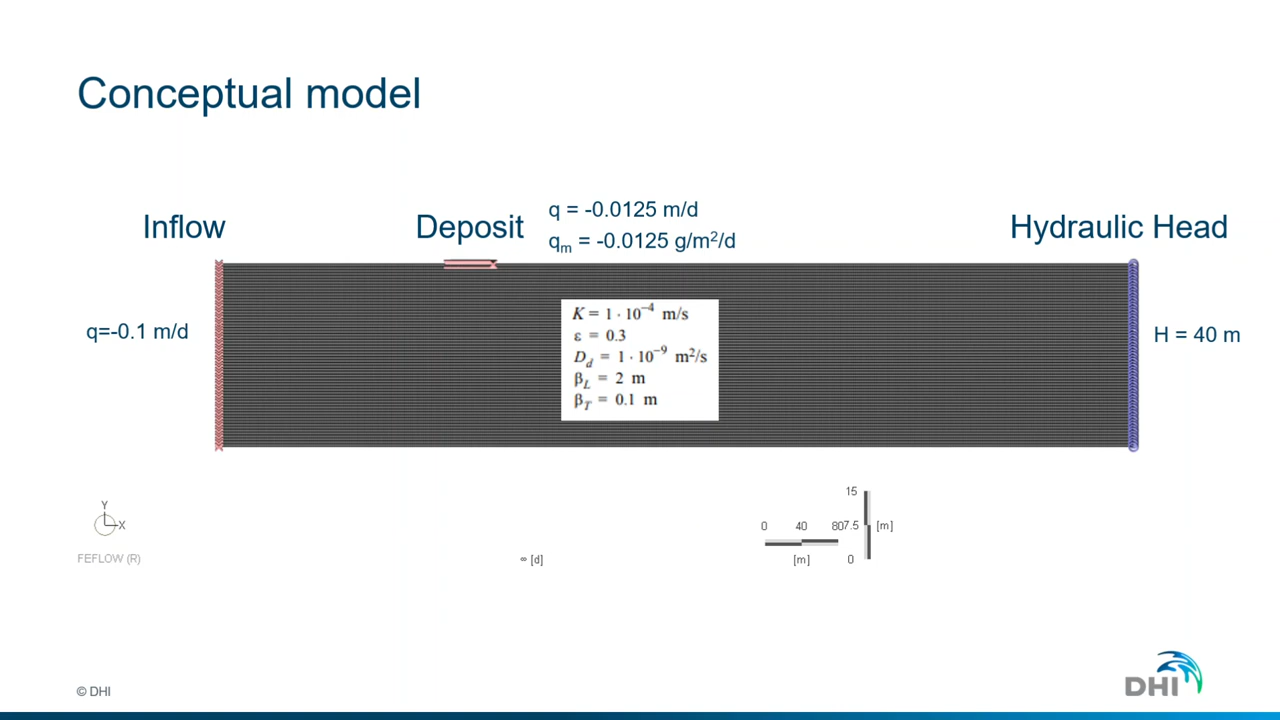 Conceptual model
Inflow
Deposit
q = -0.0125 m/d
qm = -0.0125 g/m²/d
Hydraulic Head
q=-0.1 m/d
K = 1 · 10⁻⁴ m/s
ε = 0.3
D_d = 1 · 10⁻⁹ m²/s
β_L = 2 m
β_T = 0.1 m
H = 40 m
Y
X
FEFLOW (R)
∞ [d]
0 40 80
[m]
15
7.5 [m]
0
© DHI
DHI